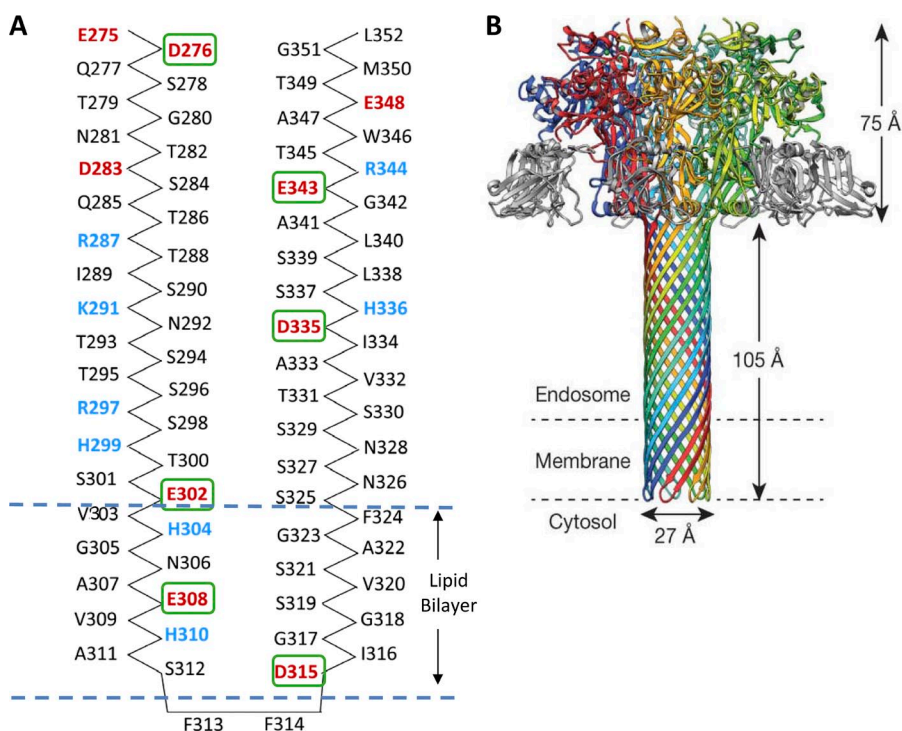 A
E275
D276
Q277
S278
T279
G280
N281
T282
D283
S284
Q285
T286
R287
T288
I289
S290
K291
N292
T293
S294
T295
S296
R297
S298
H299
T300
S301
E302
V303
H304
G305
N306
A307
E308
V309
H310
A311
S312
F313
F314
L352
G351
M350
T349
E348
A347
W346
T345
R344
E343
G342
A341
L340
S339
L338
S337
H336
D335
I334
A333
V332
T331
S330
S329
N328
S327
N326
S325
F324
G323
A322
S321
V320
S319
G318
G317
I316
D315
Lipid
Bilayer
B
75 Å
105 Å
Endosome
Membrane
Cytosol
27 Å